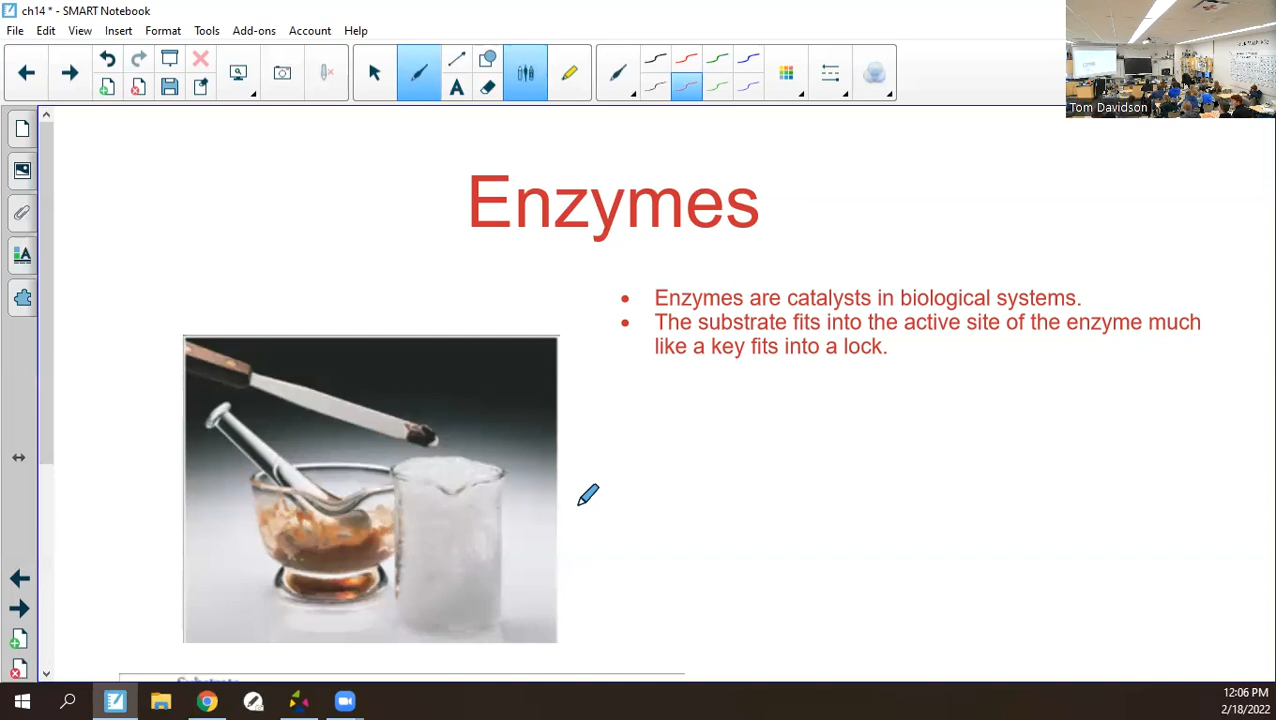 ch14 * - SMART Notebook
File Edit View Insert Format Tools Add-ons Account Help
Tom Davidson
Enzymes
• Enzymes are catalysts in biological systems.
• The substrate fits into the active site of the enzyme much
like a key fits into a lock.
Substrate
12:06 PM
2/18/2022